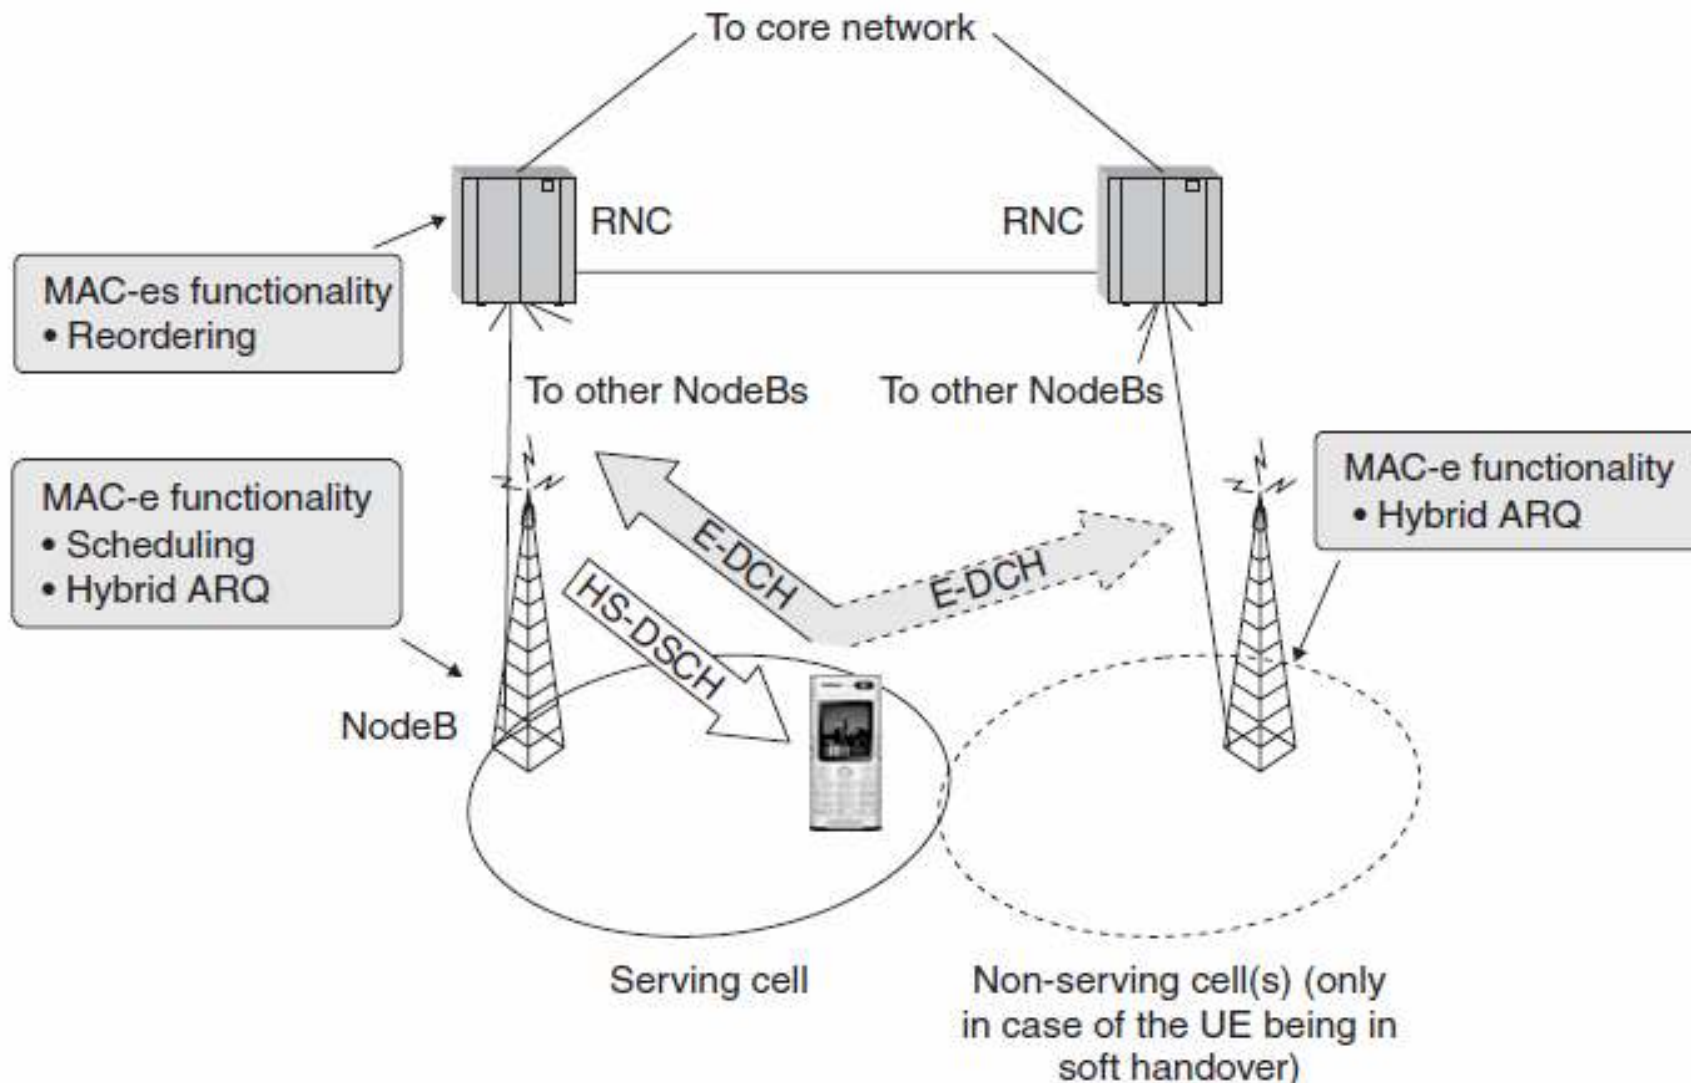 To core network
RNC
RNC
MAC-es functionality
• Reordering
To other NodeBs
To other NodeBs
MAC-e functionality
• Scheduling
• Hybrid ARQ
MAC-e functionality
• Hybrid ARQ
E-DCH
E-DCH
HS-DSCH
NodeB
Serving cell
Non-serving cell(s) (only
in case of the UE being in
soft handover)